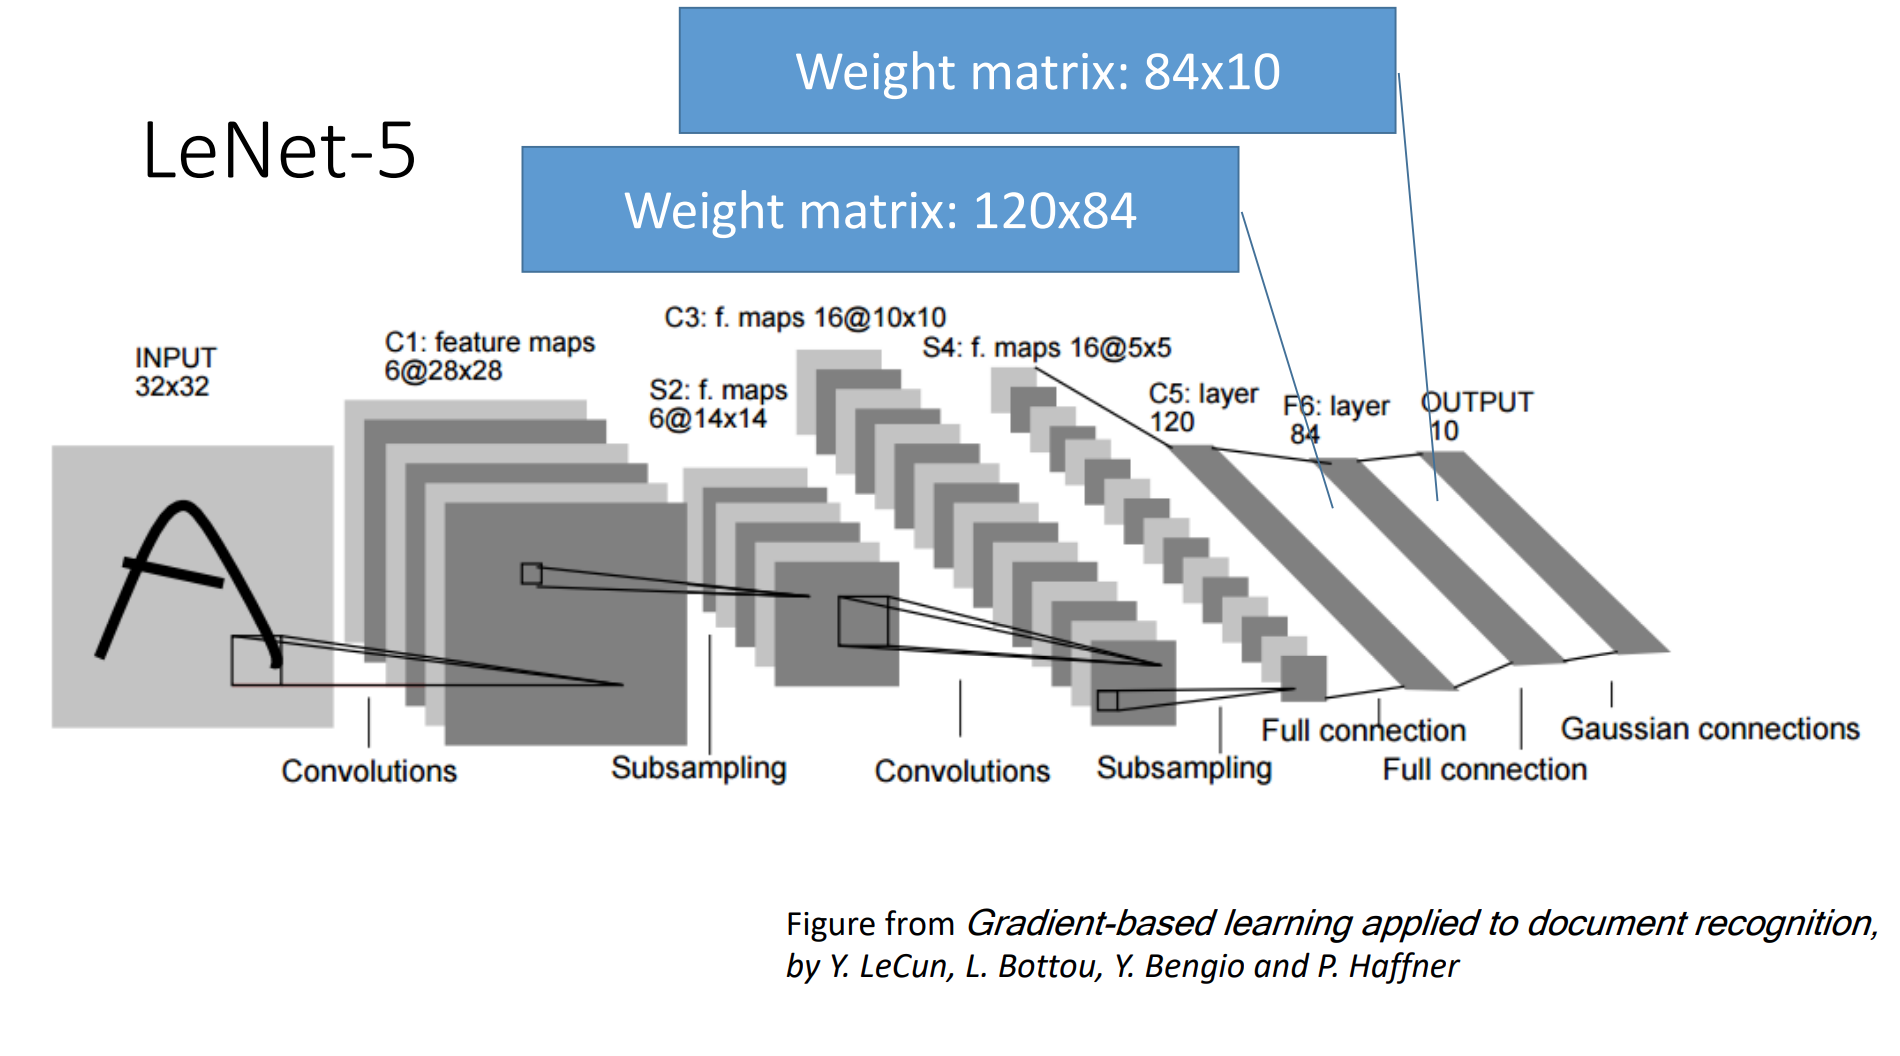 Weight matrix: 84x10
LeNet-5
Weight matrix: 120x84
C3: f. maps 16@10x10
INPUT
32x32
C1: feature maps
6@28x28
S2: f. maps
6@14x14
S4: f. maps 16@5x5
C5: layer
120
F6: layer
84
OUTPUT
10
Convolutions
Subsampling
Convolutions
Subsampling
Full connection
Full connection
Gaussian connections
Figure from Gradient-based learning applied to document recognition,
by Y. LeCun, L. Bottou, Y. Bengio and P. Haffner